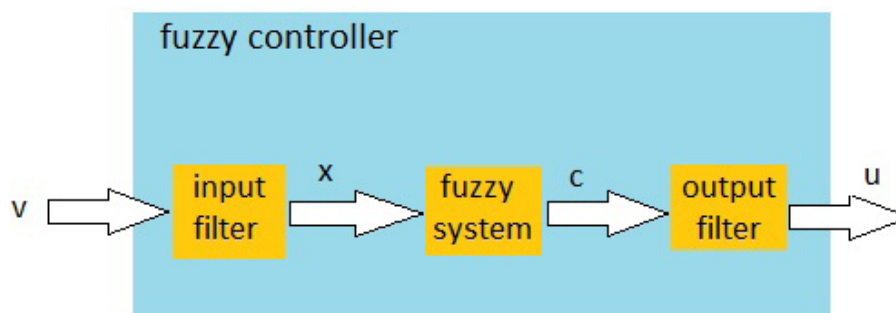 fuzzy controller
v
input
filter
x
fuzzy
system
c
output
filter
u